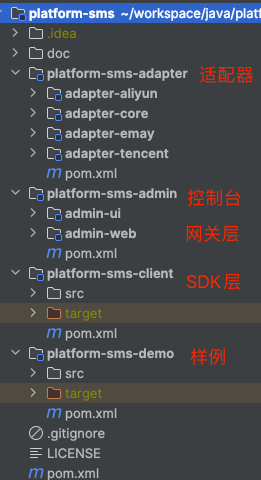 platform-sms ~/workspace/java/platf
.idea
doc
platform-sms-adapter 适配器
adapter-aliyun
adapter-core
adapter-emay
adapter-tencent
pom.xml
platform-sms-admin 控制台
admin-ui
admin-web 网关层
pom.xml
platform-sms-client SDK层
src
target
pom.xml
platform-sms-demo 样例
src
target
pom.xml
.gitignore
LICENSE
pom.xml